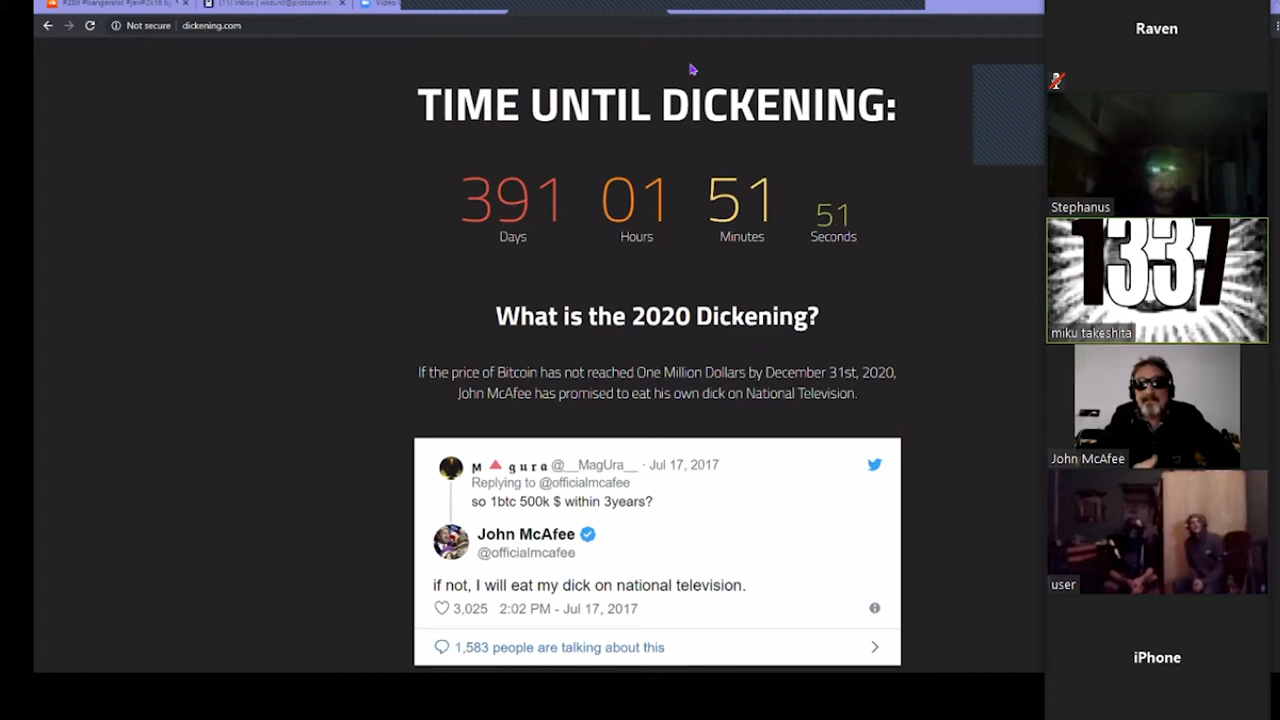 (11) Inbox |
Video
Not secure | dickening.com
TIME UNTIL DICKENING:
391 01 51 51
Days Hours Minutes Seconds
What is the 2020 Dickening?
If the price of Bitcoin has not reached One Million Dollars by December 31st, 2020,
John McAfee has promised to eat his own dick on National Television.
M🔺gura @__MagUra__ · Jul 17, 2017
Replying to @officialmcafee
so 1btc 500k $ within 3years?
John McAfee
@officialmcafee
if not, I will eat my dick on national television.
3,025 2:02 PM - Jul 17, 2017
1,583 people are talking about this
Raven
Stephanus
1337
miku takeshita
John McAfee
user
iPhone